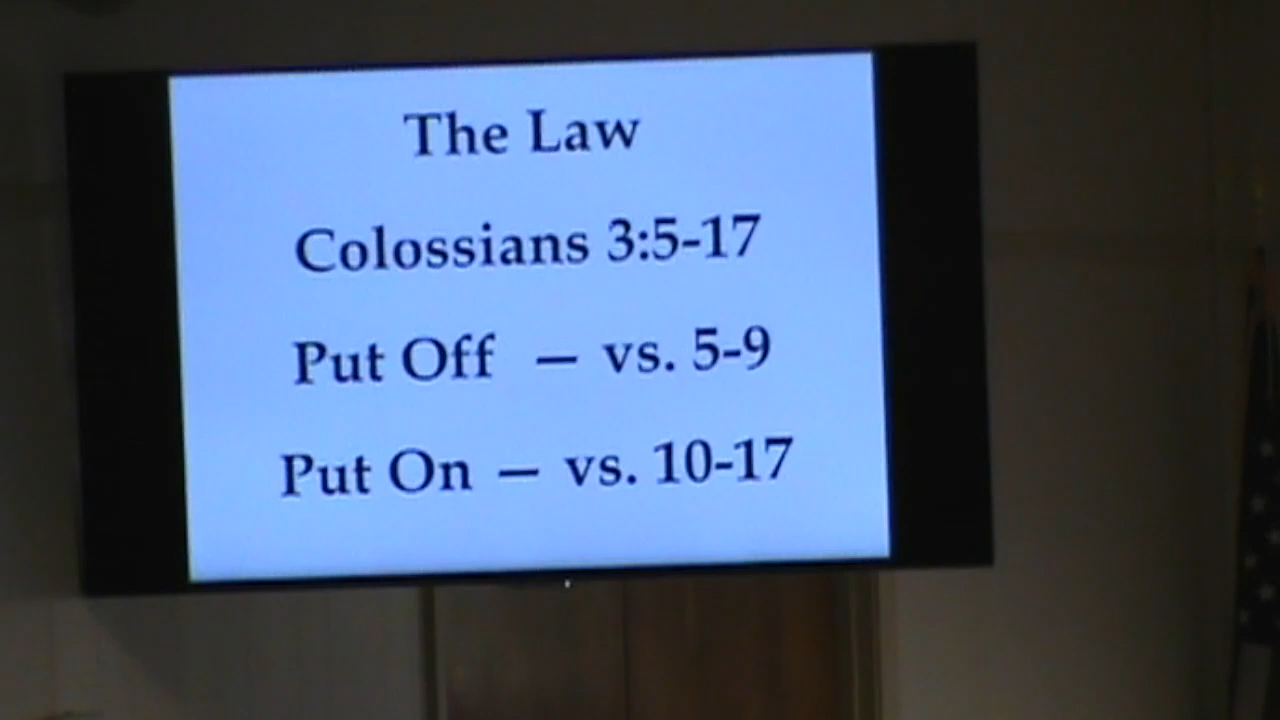 The Law
Colossians 3:5-17
Put Off — vs. 5-9
Put On — vs. 10-17